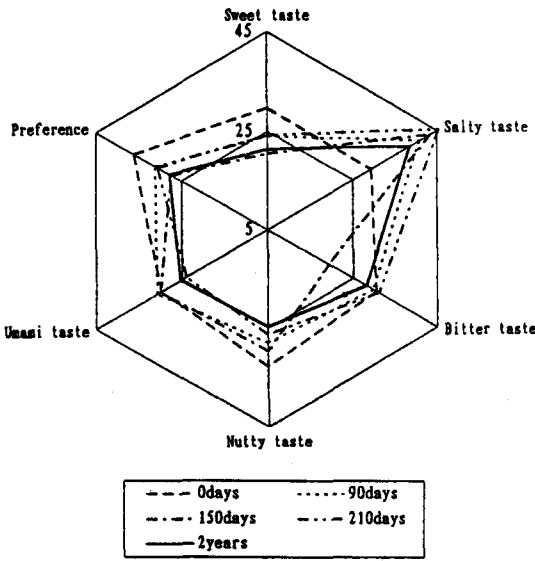 Sweet taste
45
Preference
25
Salty taste
5
Umami taste
Bitter taste
Nutty taste
0days
90days
150days
210days
2years